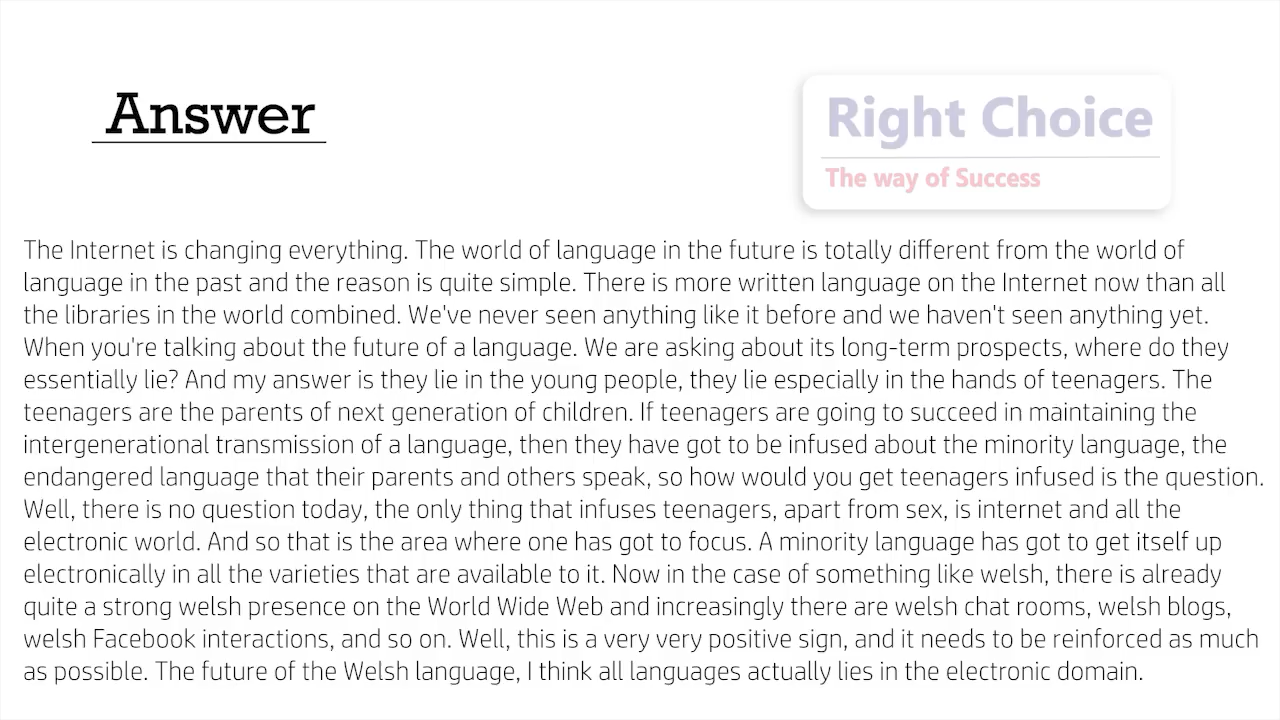 Answer
Right Choice
The way of Success
The Internet is changing everything. The world of language in the future is totally different from the world of
language in the past and the reason is quite simple. There is more written language on the Internet now than all
the libraries in the world combined. We've never seen anything like it before and we haven't seen anything yet.
When you're talking about the future of a language. We are asking about its long-term prospects, where do they
essentially lie? And my answer is they lie in the young people, they lie especially in the hands of teenagers. The
teenagers are the parents of next generation of children. If teenagers are going to succeed in maintaining the
intergenerational transmission of a language, then they have got to be infused about the minority language, the
endangered language that their parents and others speak, so how would you get teenagers infused is the question.
Well, there is no question today, the only thing that infuses teenagers, apart from sex, is internet and all the
electronic world. And so that is the area where one has got to focus. A minority language has got to get itself up
electronically in all the varieties that are available to it. Now in the case of something like welsh, there is already
quite a strong welsh presence on the World Wide Web and increasingly there are welsh chat rooms, welsh blogs,
welsh Facebook interactions, and so on. Well, this is a very very positive sign, and it needs to be reinforced as much
as possible. The future of the Welsh language, I think all languages actually lies in the electronic domain.